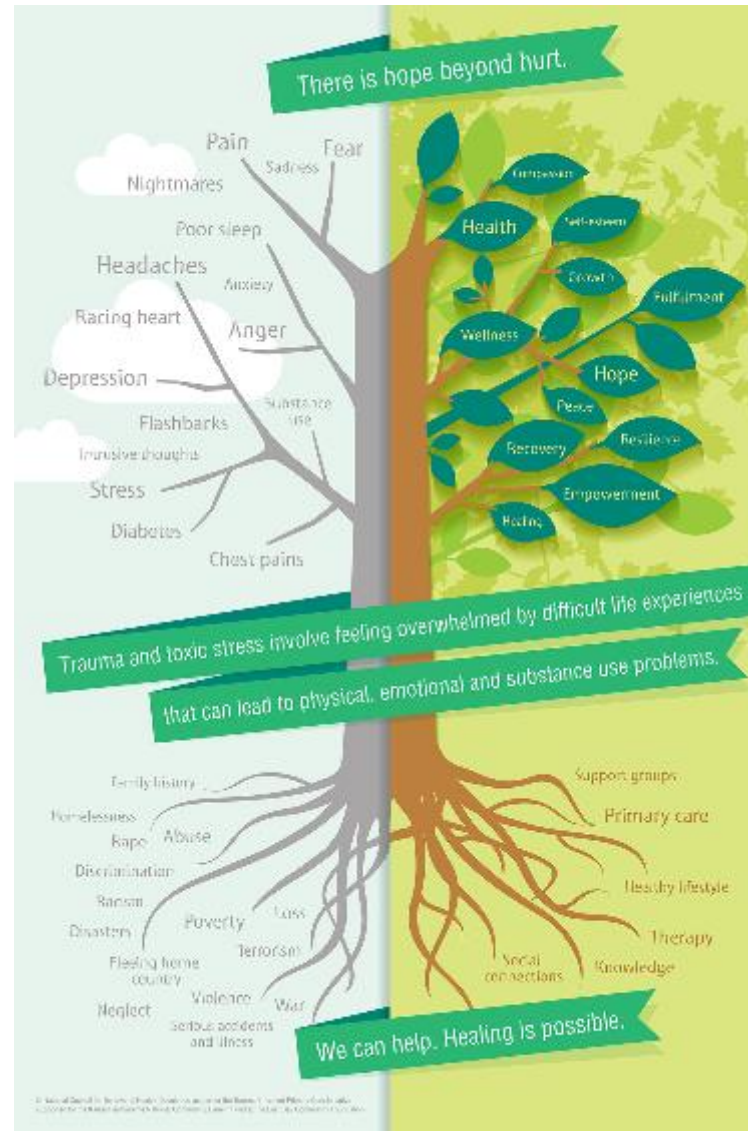 There is hope beyond hurt.
Pain
Fear
Sadness
Nightmares
Poor sleep
Headaches
Anxiety
Racing heart
Anger
Depression
Substance
use
Flashbacks
Intrusive thoughts
Stress
Diabetes
Chest pains
Compassion
Health
Self-esteem
Growth
Fulfillment
Wellness
Hope
Peace
Recovery
Resilience
Empowerment
Healing
Trauma and toxic stress involve feeling overwhelmed by difficult life experiences
that can lead to physical, emotional and substance use problems.
Family history
Homelessness
Rape
Abuse
Discrimination
Racism
Disasters
Poverty
Loss
Fleeing home
country
Terrorism
Neglect
Violence
War
Serious accidents
and illness
Support groups
Primary care
Healthy lifestyle
Therapy
Social
connections
Knowledge
We can help. Healing is possible.